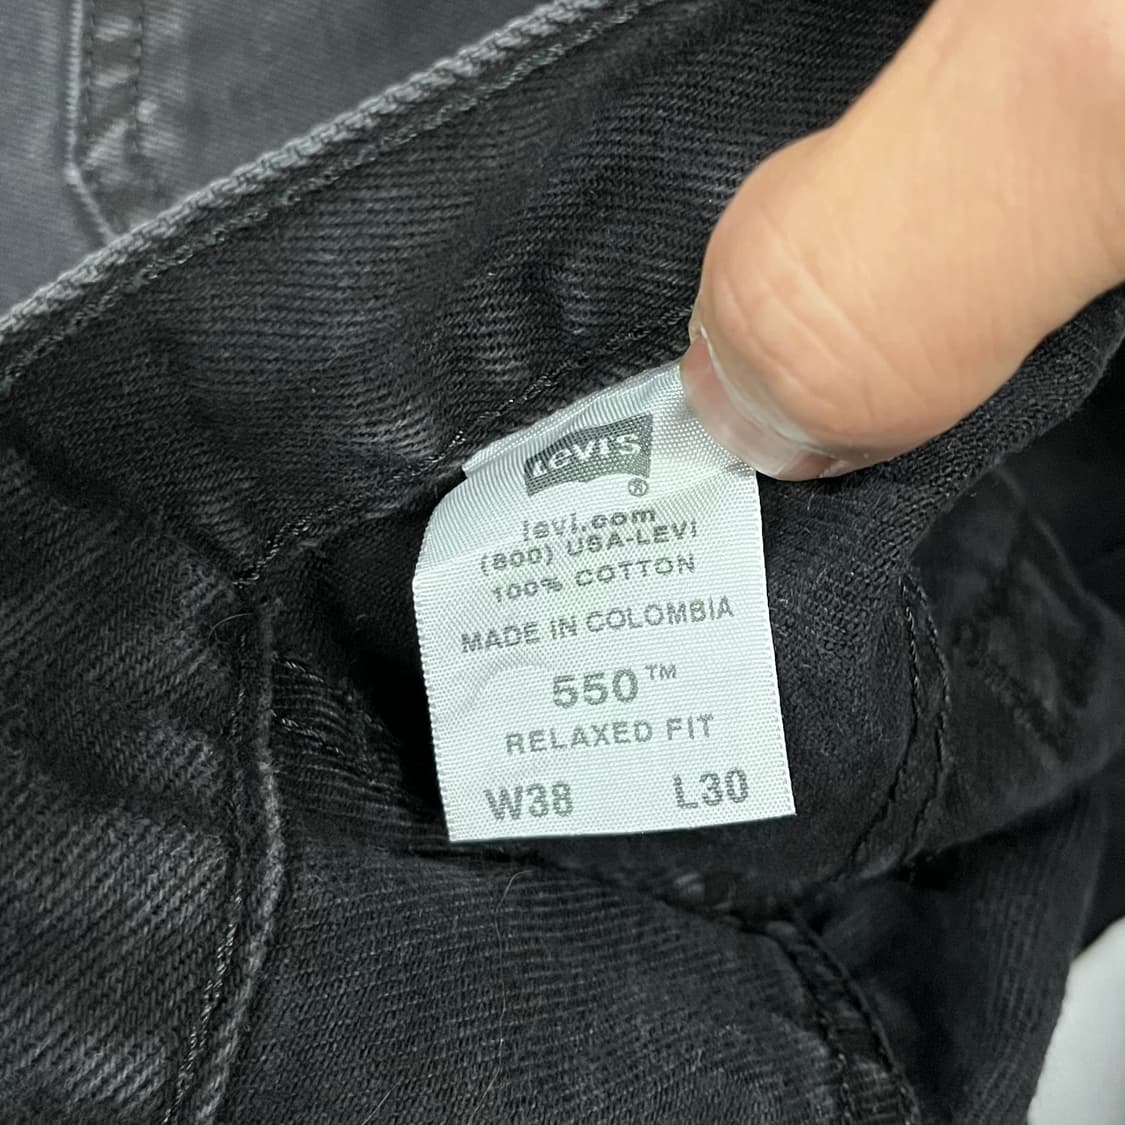 Levi's
®
levi.com
(800) USA-LEVI
100% COTTON
MADE IN COLOMBIA
550™
RELAXED FIT
W38 L30